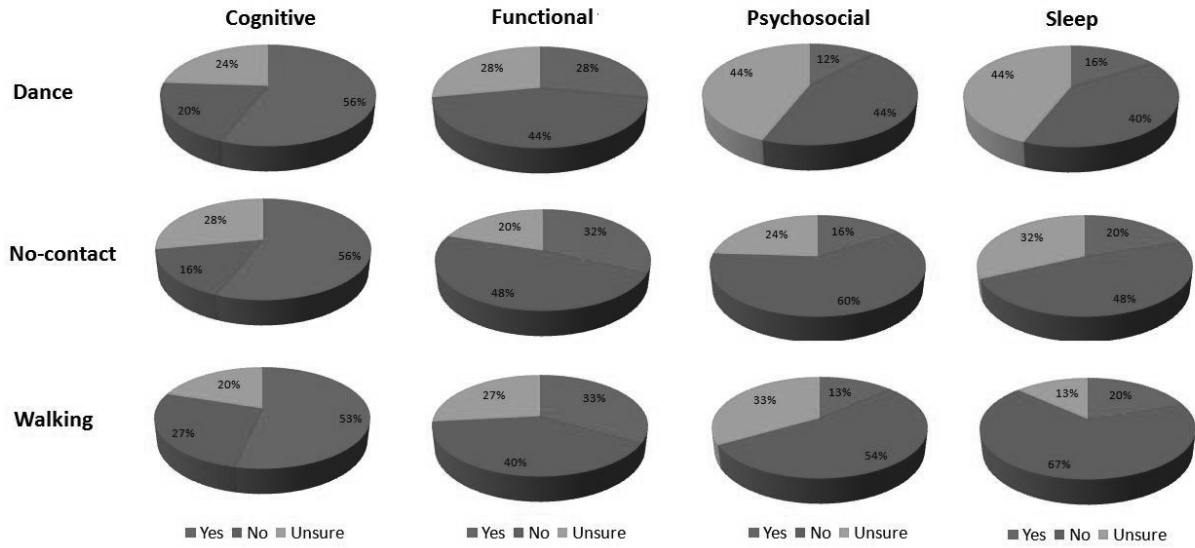 Cognitive Functional Psychosocial Sleep
Dance
24% 56% 20%
28% 28% 44%
44% 12% 44%
44% 16% 40%
No-contact
28% 56% 16%
20% 32% 48%
24% 16% 60%
32% 20% 48%
Walking
20% 53% 27%
27% 33% 40%
33% 13% 54%
13% 20% 67%
Yes No Unsure
Yes No Unsure
Yes No Unsure
Yes No Unsure